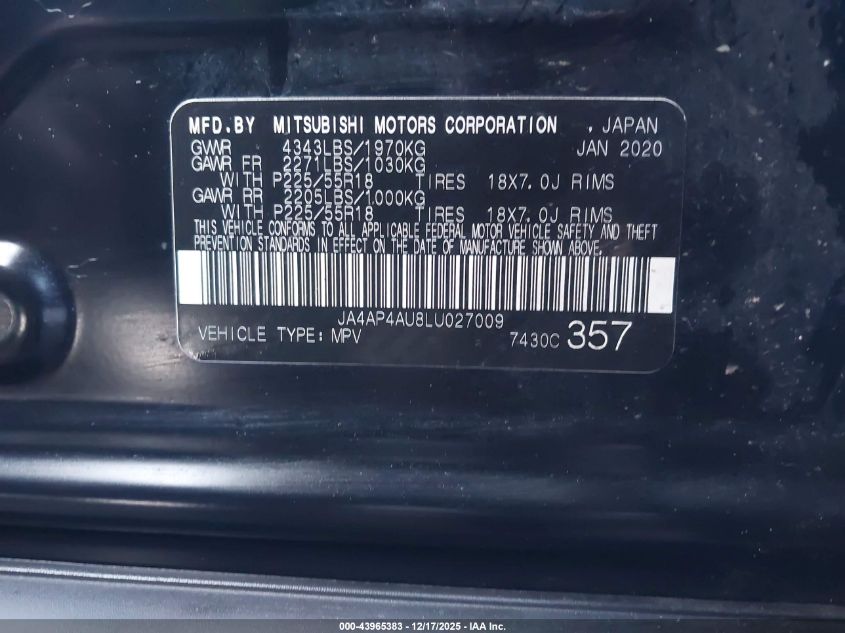 MFD.BY MITSUBISHI MOTORS CORPORATION , JAPAN
GVWR 4343LBS/1970KG JAN 2020
GAWR FR 2271LBS/1030KG
WITH P225/55R18 TIRES 18X7.0J RIMS
GAWR RR 2205LBS/1000KG
WITH P225/55R18 TIRES 18X7.0J RIMS
THIS VEHICLE CONFORMS TO ALL APPLICABLE FEDERAL MOTOR VEHICLE SAFETY AND THEFT
PREVENTION STANDARDS IN EFFECT ON THE DATE OF MANUFACTURE SHOWN ABOVE.
JA4AP4AU8LU027009
VEHICLE TYPE: MPV 7430C 357
000-43965383 - 12/17/2025 - IAA Inc.